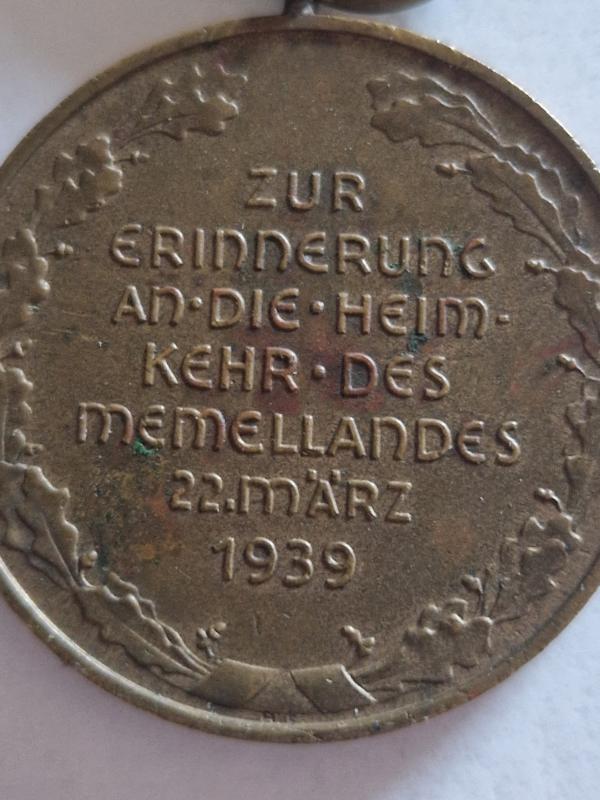 ZUR
ERINNERUNG
AN·DIE·HEIM-
KEHR·DES
MEMELLANDES
22.MÄRZ
1939